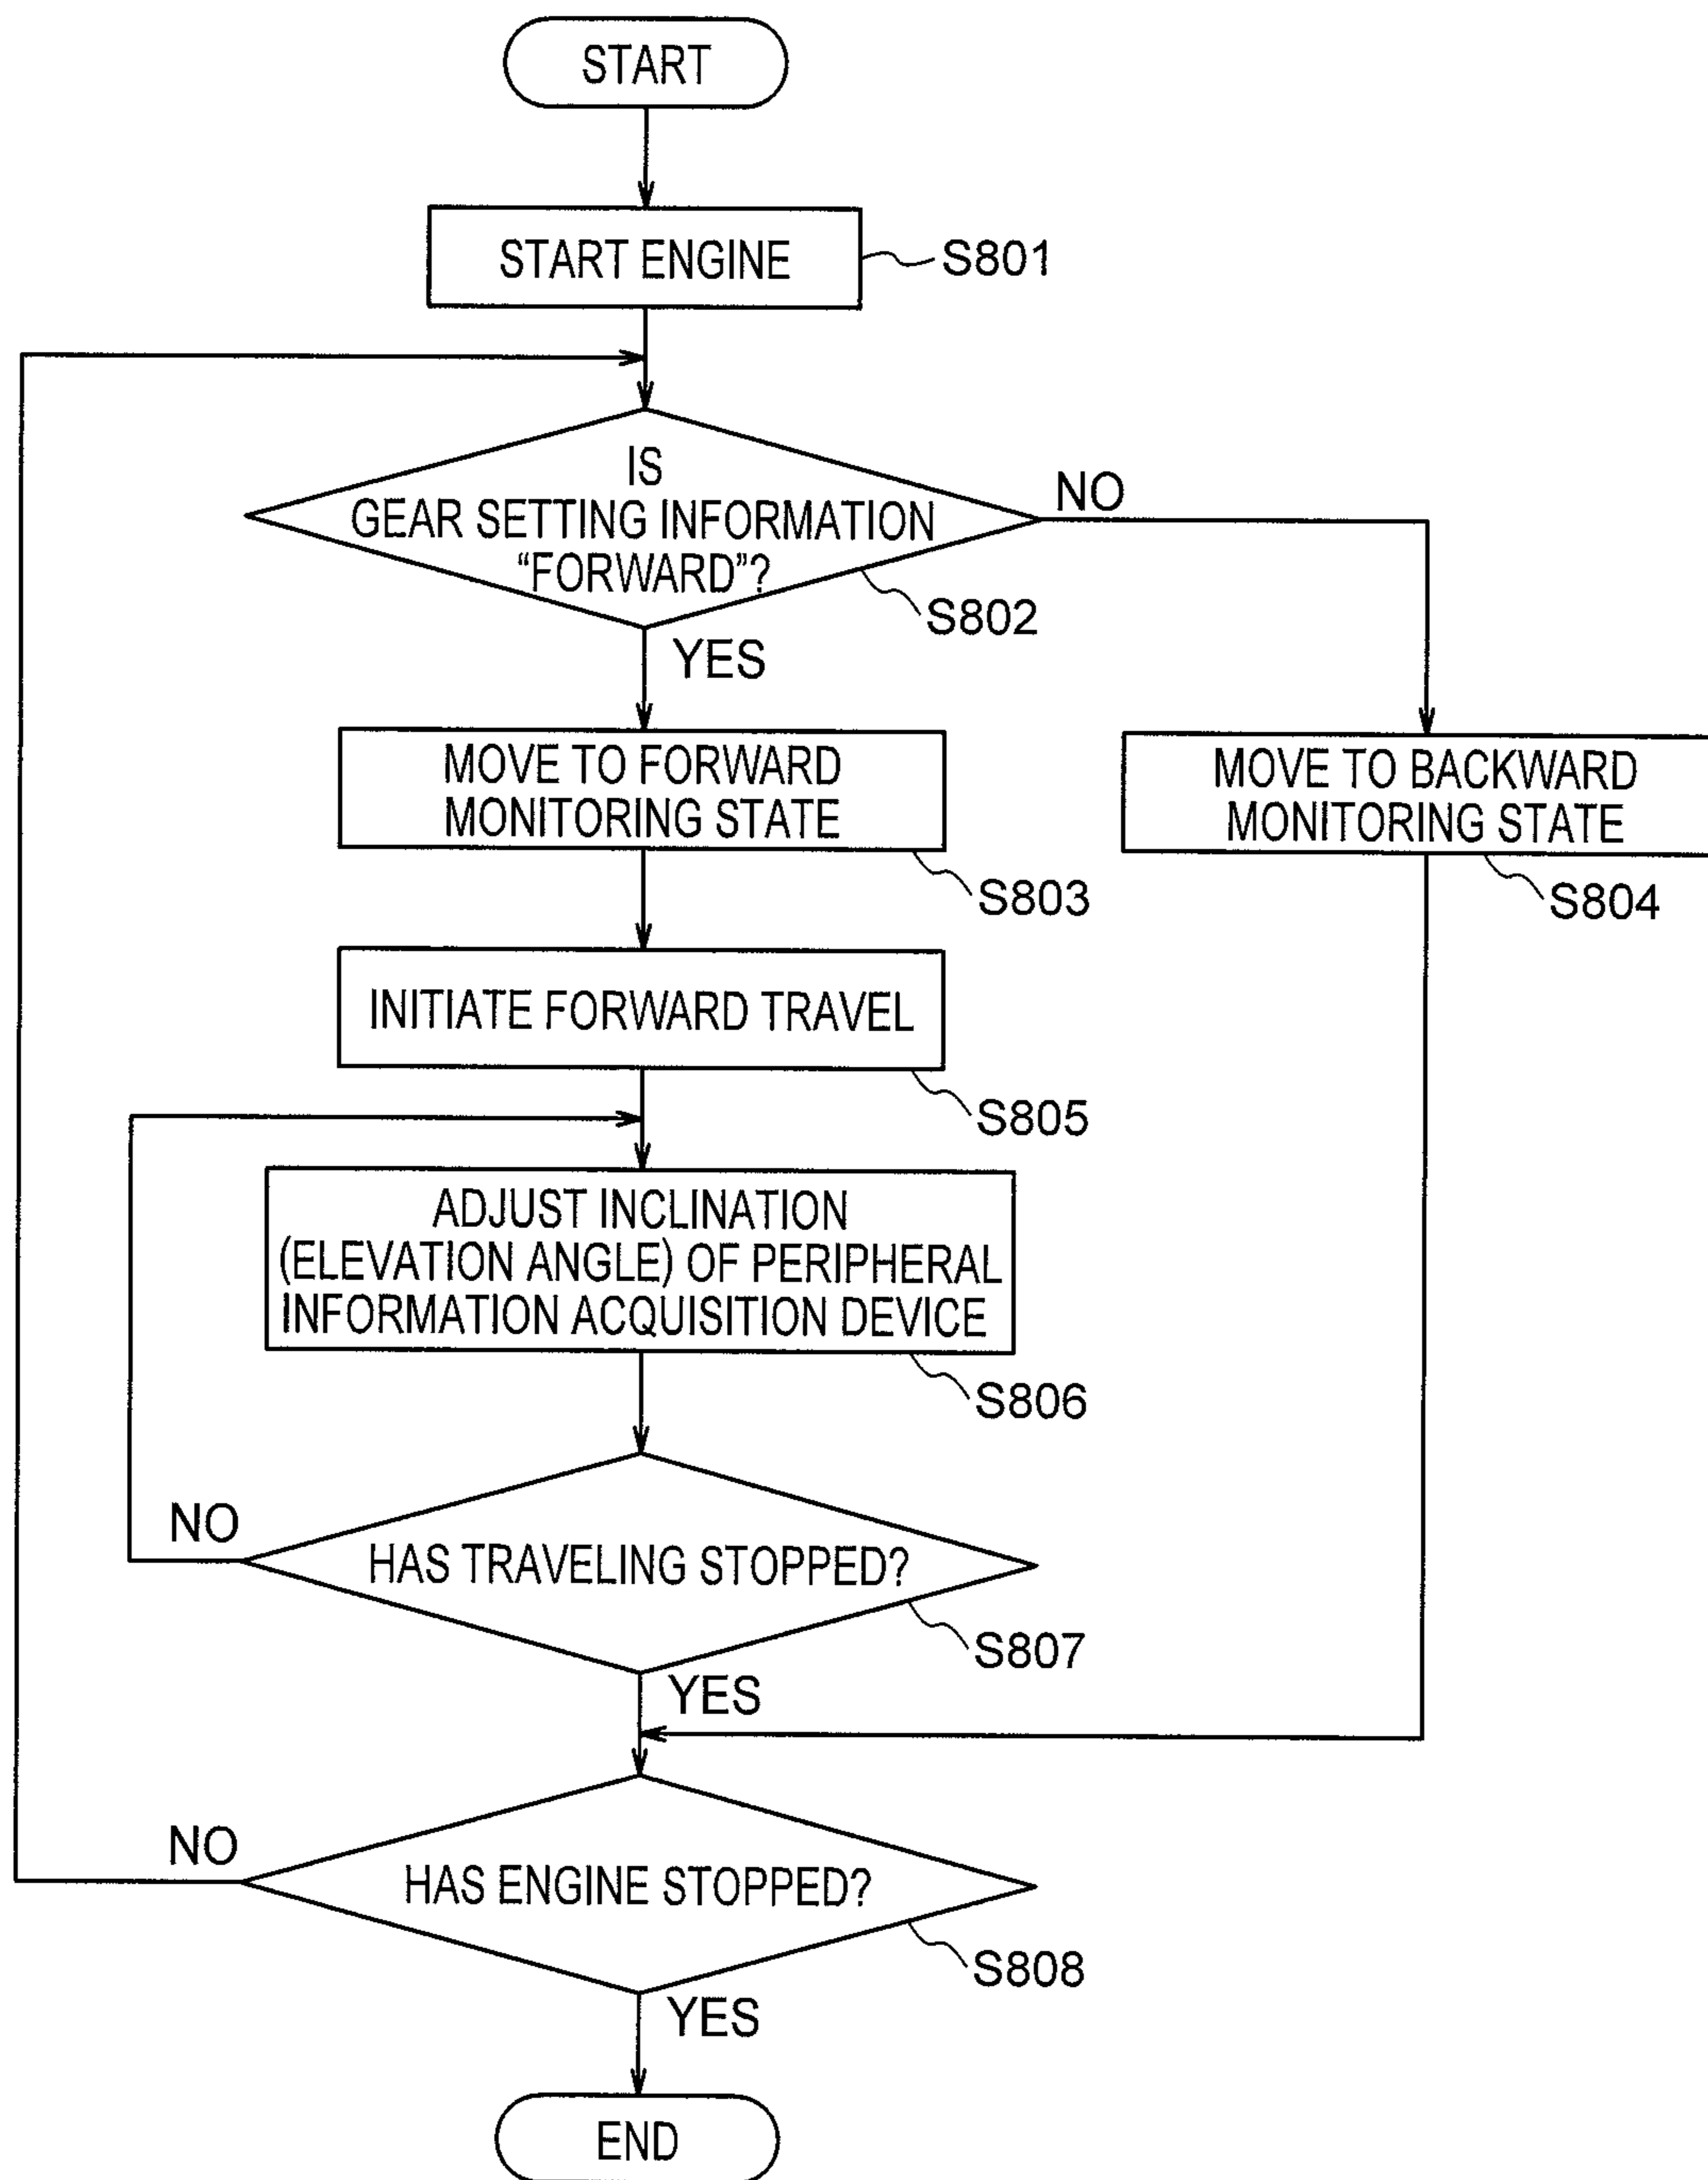 START
START ENGINE
S801
IS
GEAR SETTING INFORMATION
“FORWARD”?
NO
S802
YES
MOVE TO FORWARD
MONITORING STATE
S803
MOVE TO BACKWARD
MONITORING STATE
S804
INITIATE FORWARD TRAVEL
S805
ADJUST INCLINATION
(ELEVATION ANGLE) OF PERIPHERAL
INFORMATION ACQUISITION DEVICE
S806
NO
HAS TRAVELING STOPPED?
S807
YES
NO
HAS ENGINE STOPPED?
S808
YES
END